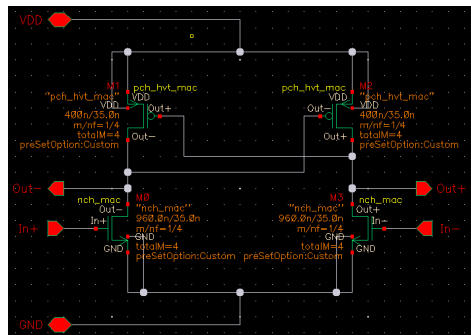 VDD
M1
pch_hvt_mac
pch_hvt_mac
M2
VDD
VDD
"pch_hvt_mac"
"pch_hvt_mac"
400n/35.0n
Out+
Out-
400n/35.0n
m/nf=1/4
m/nf=1/4
totalM=4
Out-
Out+
totalM=4
preSetOption:Custom
preSetOption:Custom
Out-
Out+
nch_mac
M0
M3
nch_mac
Out-
"nch_mac"
"nch_mac"
Out+
In+
In+
960.0n/35.0n
960.0n/35.0n
In-
In-
m/nf=1/4
m/nf=1/4
GND
GND
GND
totalM=4
totalM=4
GND
preSetOption:Custom
preSetOption:Custom
GND